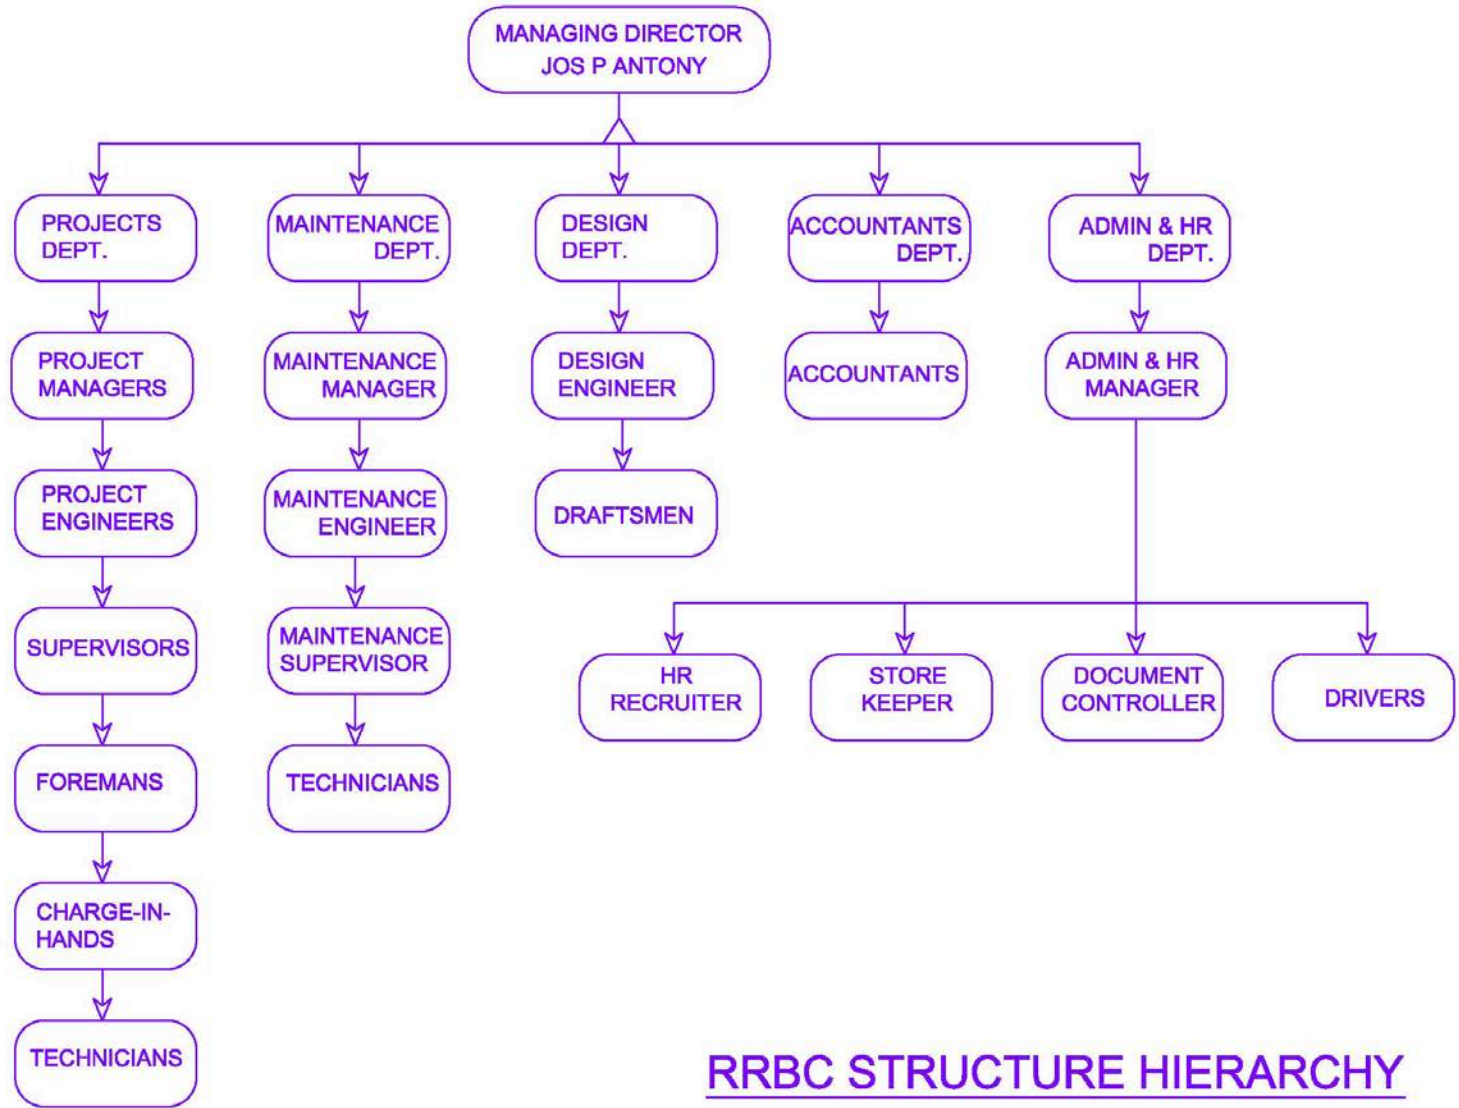 MANAGING DIRECTOR
JOS P ANTONY
PROJECTS
DEPT.
MAINTENANCE
DEPT.
DESIGN
DEPT.
ACCOUNTANTS
DEPT.
ADMIN & HR
DEPT.
PROJECT
MANAGERS
MAINTENANCE
MANAGER
DESIGN
ENGINEER
ACCOUNTANTS
ADMIN & HR
MANAGER
PROJECT
ENGINEERS
MAINTENANCE
ENGINEER
DRAFTSMEN
SUPERVISORS
MAINTENANCE
SUPERVISOR
HR
RECRUITER
STORE
KEEPER
DOCUMENT
CONTROLLER
DRIVERS
FOREMANS
TECHNICIANS
CHARGE-IN-
HANDS
TECHNICIANS
RRBC STRUCTURE HIERARCHY